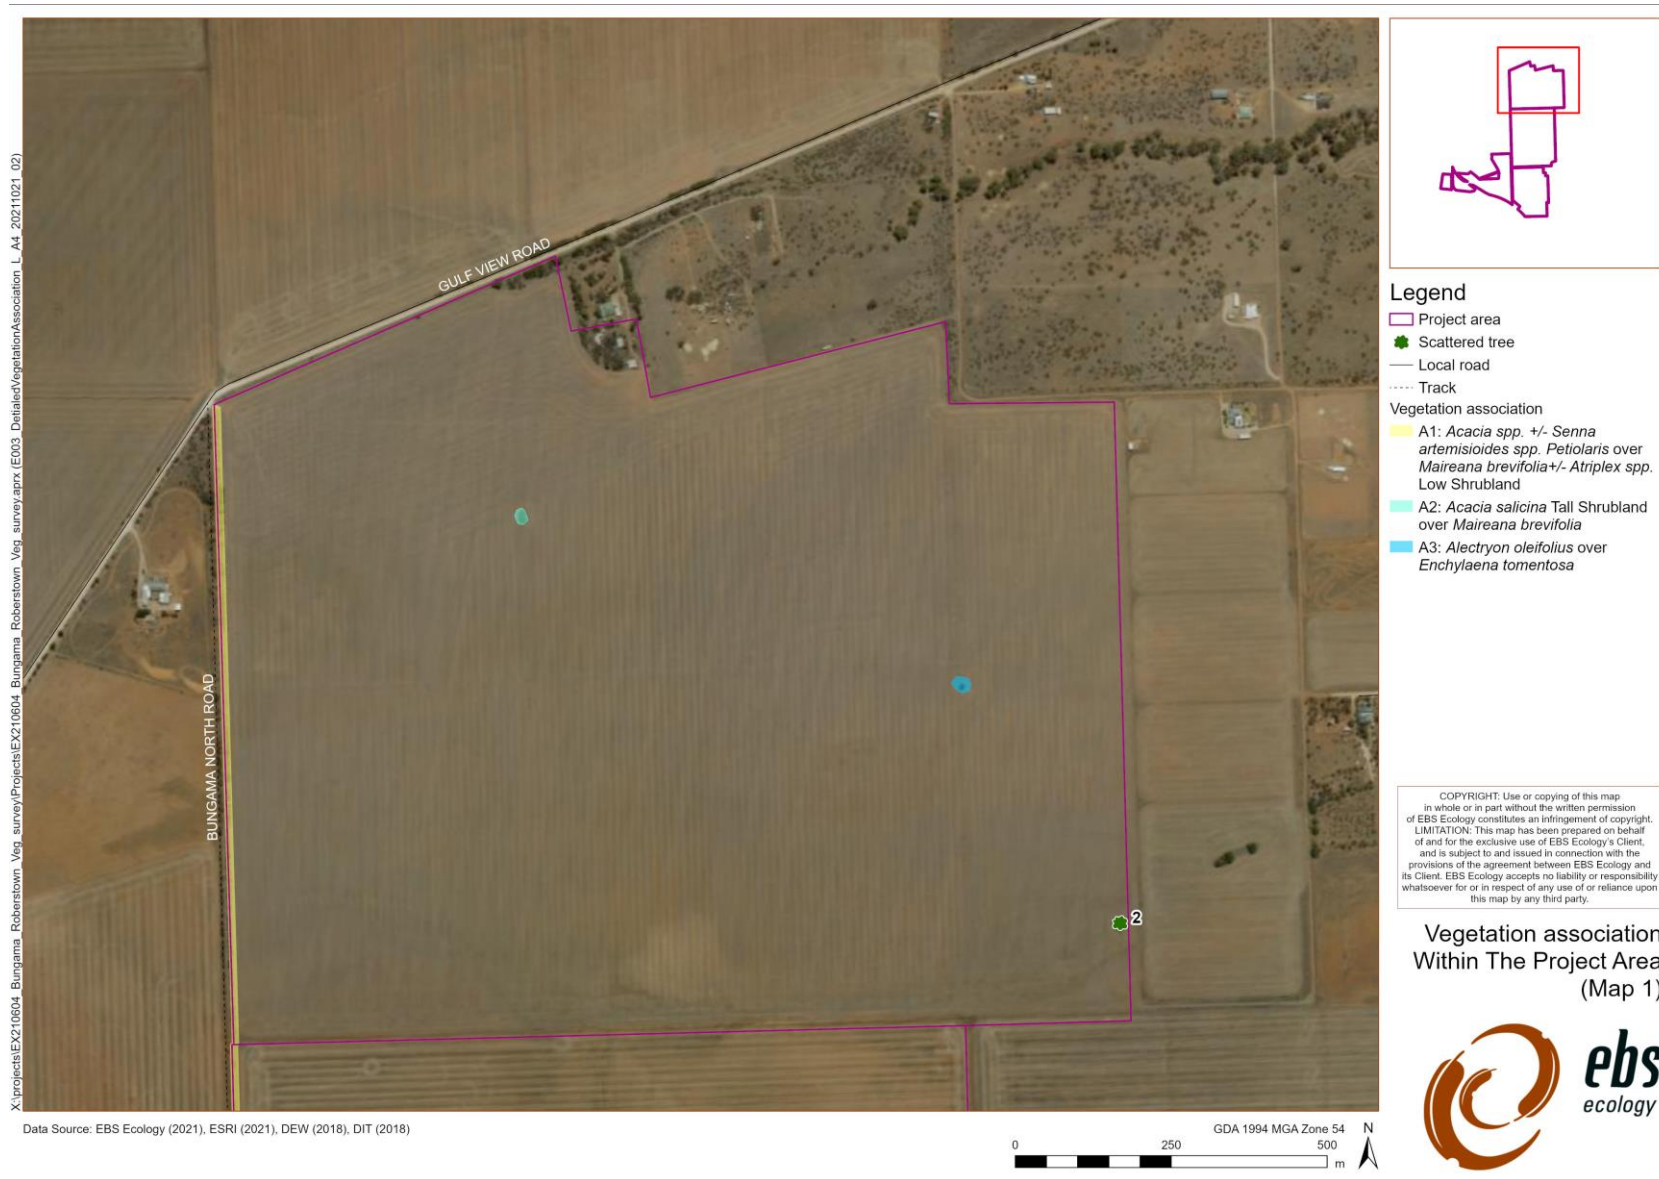 X:\projects\EX210604_Bungama_Roberstown_Veg_survey\Projects\EX210604_Bungama_Roberstown_Veg_survey.aprx (E003_DetialedVegetationAssociation_L_A4_20211021_02)
GULF VIEW ROAD
BUNGAMA NORTH ROAD
2
Legend
Project area
Scattered tree
Local road
Track
Vegetation association
A1: Acacia spp. +/- Senna
artemisioides spp. Petiolaris over
Maireana brevifolia+/- Atriplex spp.
Low Shrubland
A2: Acacia salicina Tall Shrubland
over Maireana brevifolia
A3: Alectryon oleifolius over
Enchylaena tomentosa
COPYRIGHT: Use or copying of this map
in whole or in part without the written permission
of EBS Ecology constitutes an infringement of copyright.
LIMITATION: This map has been prepared on behalf
of and for the exclusive use of EBS Ecology's Client,
and is subject to and issued in connection with the
provisions of the agreement between EBS Ecology and
its Client. EBS Ecology accepts no liability or responsibility
whatsoever for or in respect of any use of or reliance upon
this map by any third party.
Vegetation association
Within The Project Area
(Map 1)
ebs
ecology
Data Source: EBS Ecology (2021), ESRI (2021), DEW (2018), DIT (2018)
GDA 1994 MGA Zone 54
N
0 250 500
m